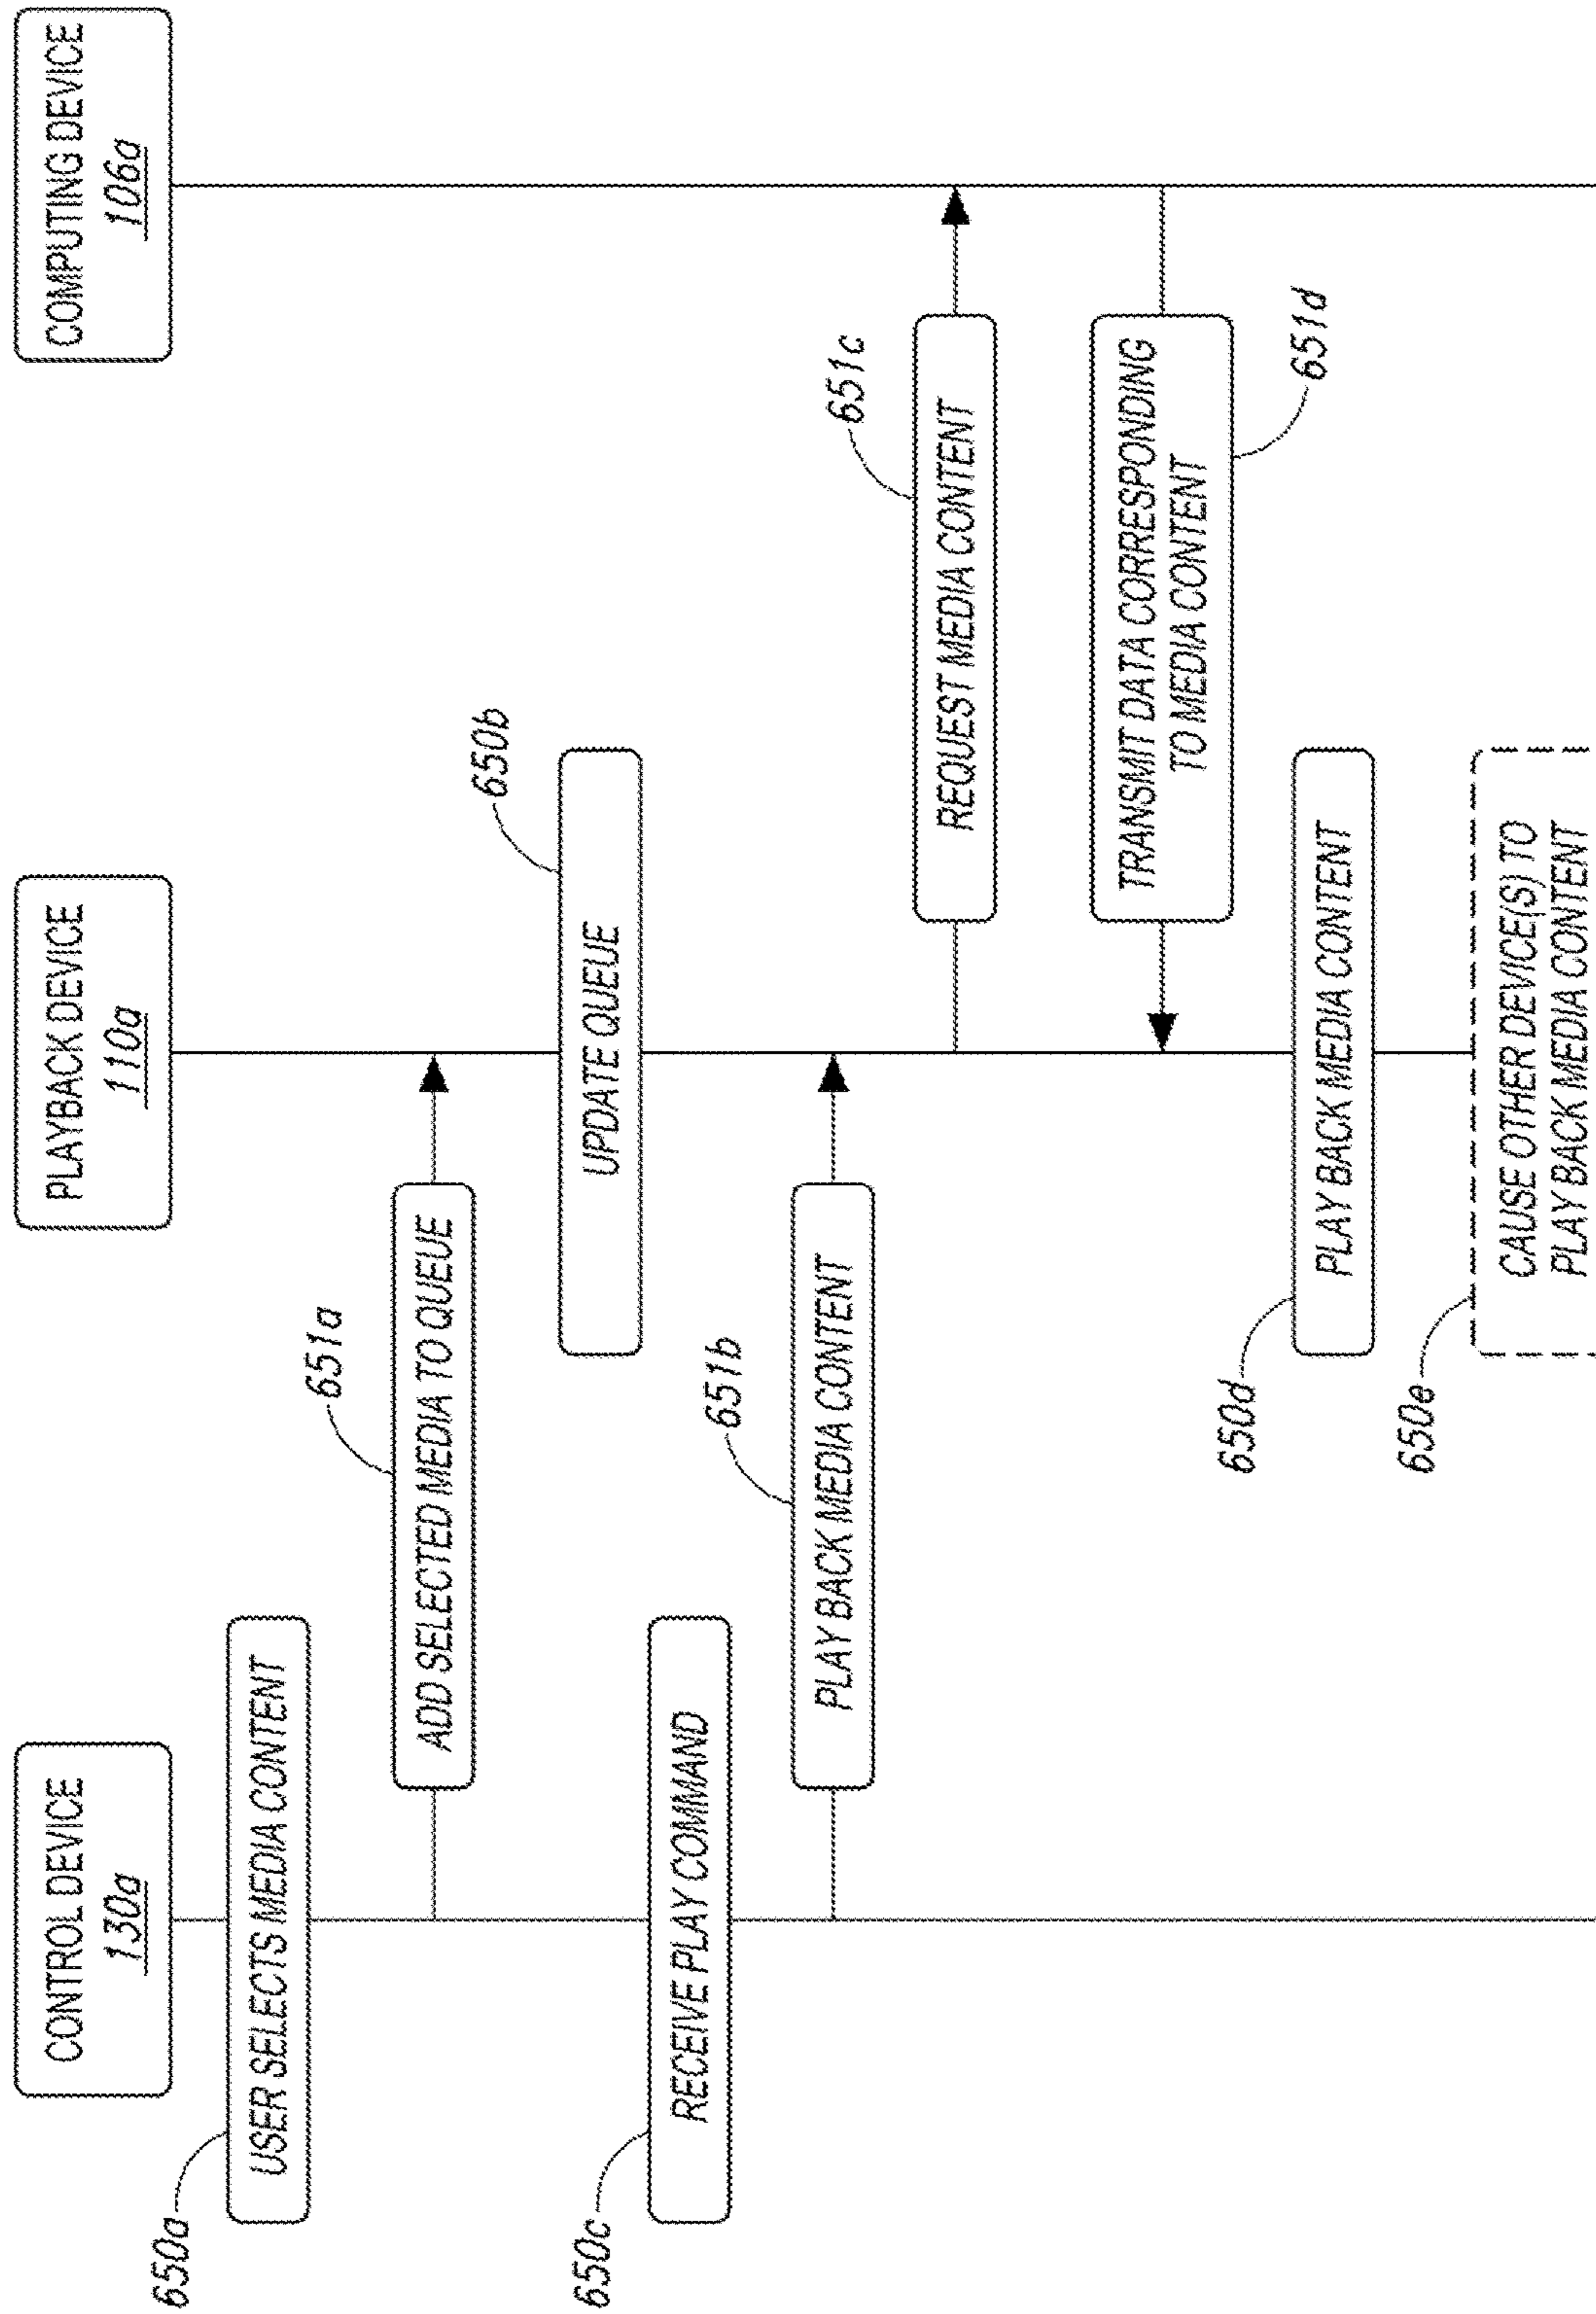 CONTROL DEVICE
130a
PLAYBACK DEVICE
110a
COMPUTING DEVICE
106a
650a
USER SELECTS MEDIA CONTENT
651a
ADD SELECTED MEDIA TO QUEUE
650b
UPDATE QUEUE
650c
RECEIVE PLAY COMMAND
651b
PLAY BACK MEDIA CONTENT
651c
REQUEST MEDIA CONTENT
651d
TRANSMIT DATA CORRESPONDING
TO MEDIA CONTENT
650d
PLAY BACK MEDIA CONTENT
650e
CAUSE OTHER DEVICE(S) TO
PLAY BACK MEDIA CONTENT